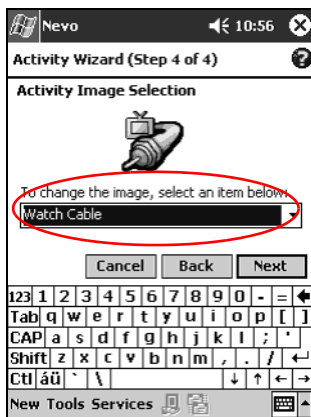 Nevo 10:56
Activity Wizard (Step 4 of 4) ?
Activity Image Selection
To change the image, select an item below:
Watch Cable
Cancel Back Next
123 1 2 3 4 5 6 7 8 9 0 - =
Tab q w e r t y u i o p [ ]
CAP a s d f g h j k l ; '
Shift z x c v b n m , . /
Ctl áü ` \
New Tools Services